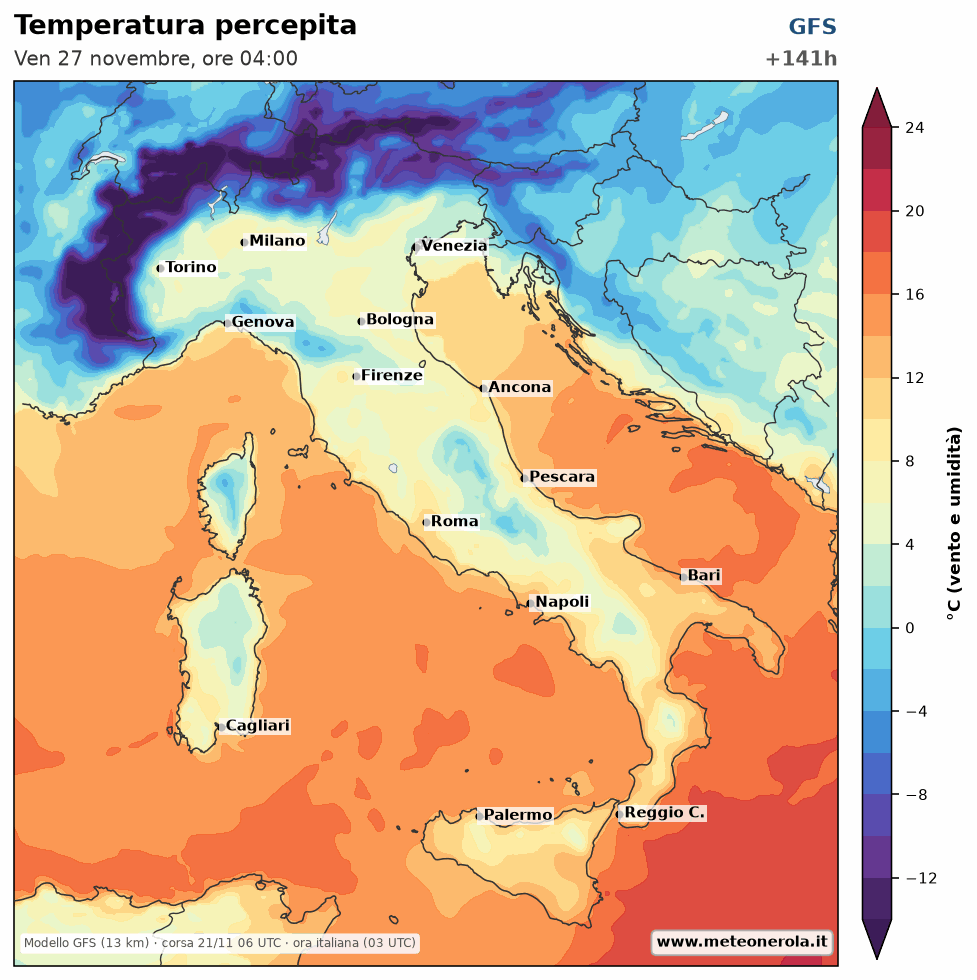 Temperatura percepita
GFS
Ven 27 novembre, ore 04:00
+141h
Milano
Venezia
Torino
Genova
Bologna
Firenze
Ancona
Pescara
Roma
Bari
Napoli
Cagliari
Palermo
Reggio C.
24
20
16
12
8
4
0
−4
−8
−12
°C (vento e umidità)
Modello GFS (13 km) · corsa 21/11 06 UTC · ora italiana (03 UTC)
www.meteonerola.it